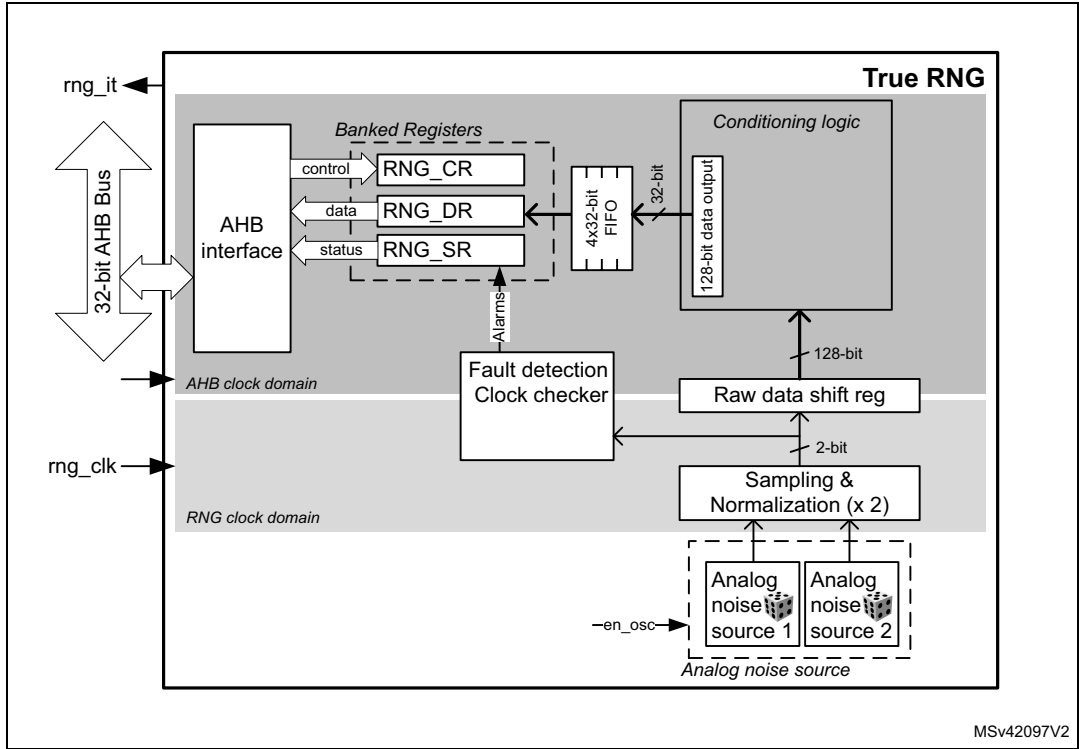 True RNG
rng_it
32-bit AHB Bus
AHB
interface
Banked Registers
control
RNG_CR
data
RNG_DR
status
RNG_SR
4x32-bit
FIFO
32-bit
Conditioning logic
128-bit data output
Alarms
128-bit
Fault detection
Clock checker
AHB clock domain
Raw data shift reg
2-bit
rng_clk
Sampling &
Normalization (x 2)
RNG clock domain
Analog
noise
source 1
Analog
noise
source 2
en_osc
Analog noise source
MSv42097V2